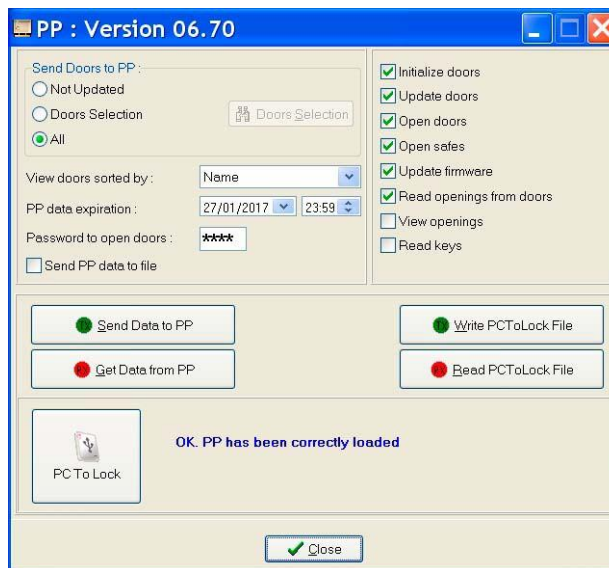 PP : Version 06.70
Send Doors to PP :
Not Updated
Doors Selection
Doors Selection
All
View doors sorted by :
Name
PP data expiration :
27/01/2017
23:59
Password to open doors :
****
Send PP data to file
Initialize doors
Update doors
Open doors
Open safes
Update firmware
Read openings from doors
View openings
Read keys
TX Send Data to PP
Get Data from PP
TX Write PCToLock File
Read PCToLock File
PC To Lock
OK. PP has been correctly loaded
Close